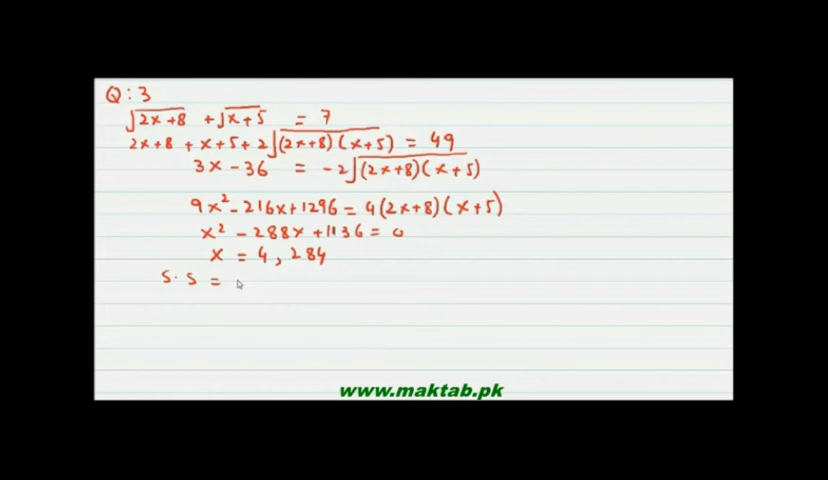 Q: 3
√(2x+8) + √(x+5) = 7
2x+8 + x+5+2√((2x+8)(x+5)) = 49
3x-36 = -2√((2x+8)(x+5))
9x²-216x+1296=4(2x+8)(x+5)
x² - 288x+1136=0
x = 4, 284
S.S =
www.maktab.pk